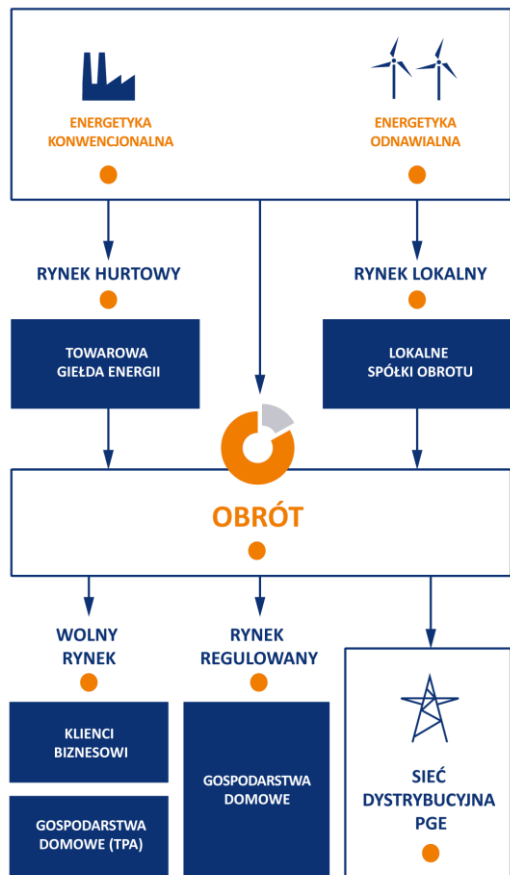 ENERGETYKA
KONWENCJONALNA
ENERGETYKA
ODNAWIALNA
RYNEK HURTOWY
RYNEK LOKALNY
TOWAROWA
GIEŁDA ENERGII
LOKALNE
SPÓŁKI OBROTU
OBRÓT
WOLNY
RYNEK
RYNEK
REGULOWANY
KLIENCI
BIZNESOWI
GOSPODARSTWA
DOMOWE (TPA)
GOSPODARSTWA
DOMOWE
SIEĆ
DYSTRYBUCYJNA
PGE